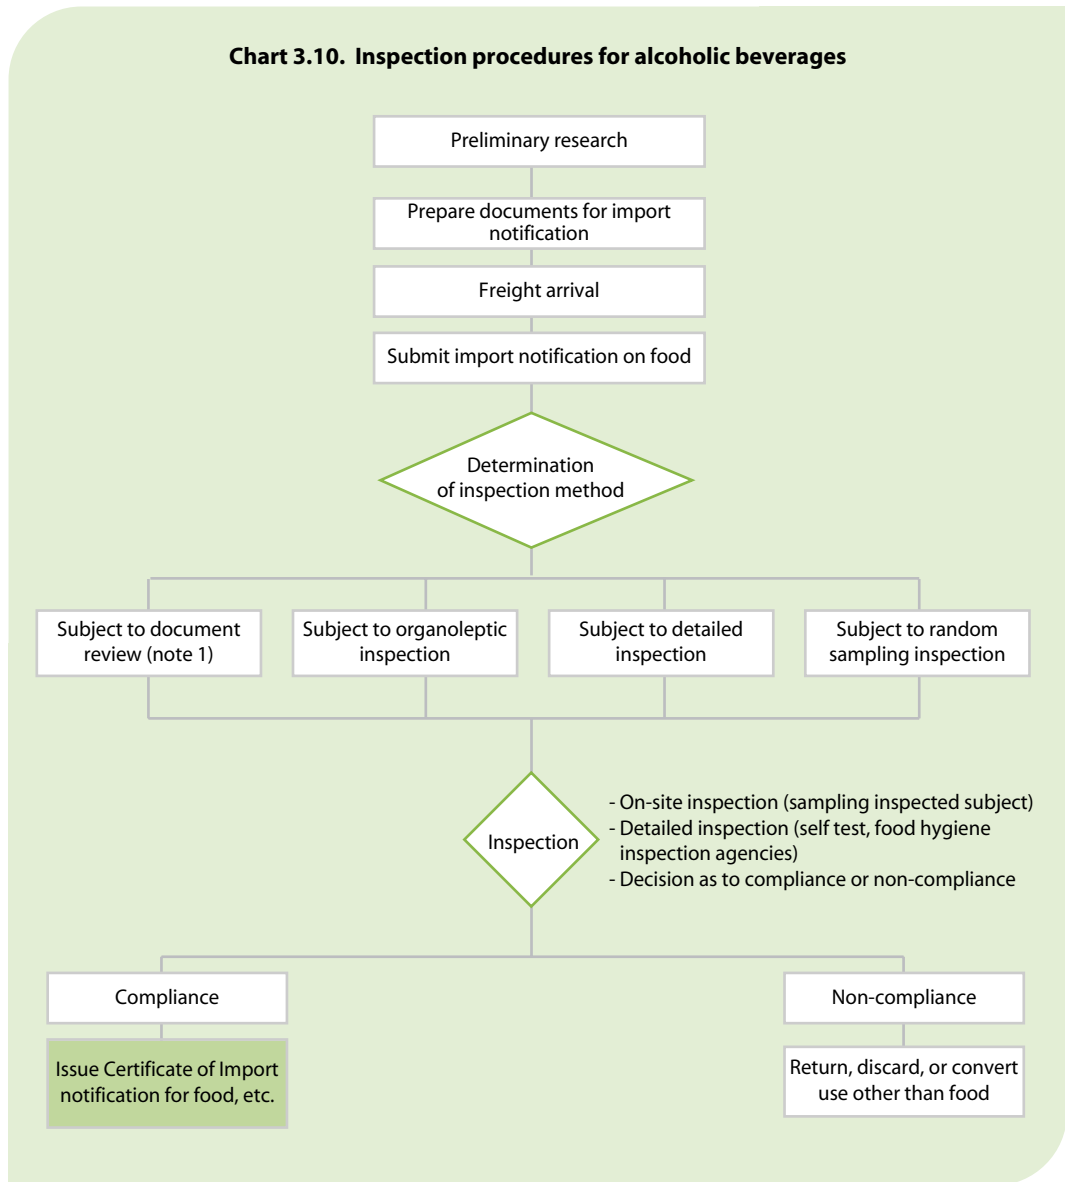 Chart 3.10. Inspection procedures for alcoholic beverages
Preliminary research
Prepare documents for import
notification
Freight arrival
Submit import notification on food
Determination
of inspection method
Subject to document
review (note 1)
Subject to organoleptic
inspection
Subject to detailed
inspection
Subject to random
sampling inspection
Inspection
- On-site inspection (sampling inspected subject)
- Detailed inspection (self test, food hygiene
inspection agencies)
- Decision as to compliance or non-compliance
Compliance
Issue Certificate of Import
notification for food, etc.
Non-compliance
Return, discard, or convert
use other than food